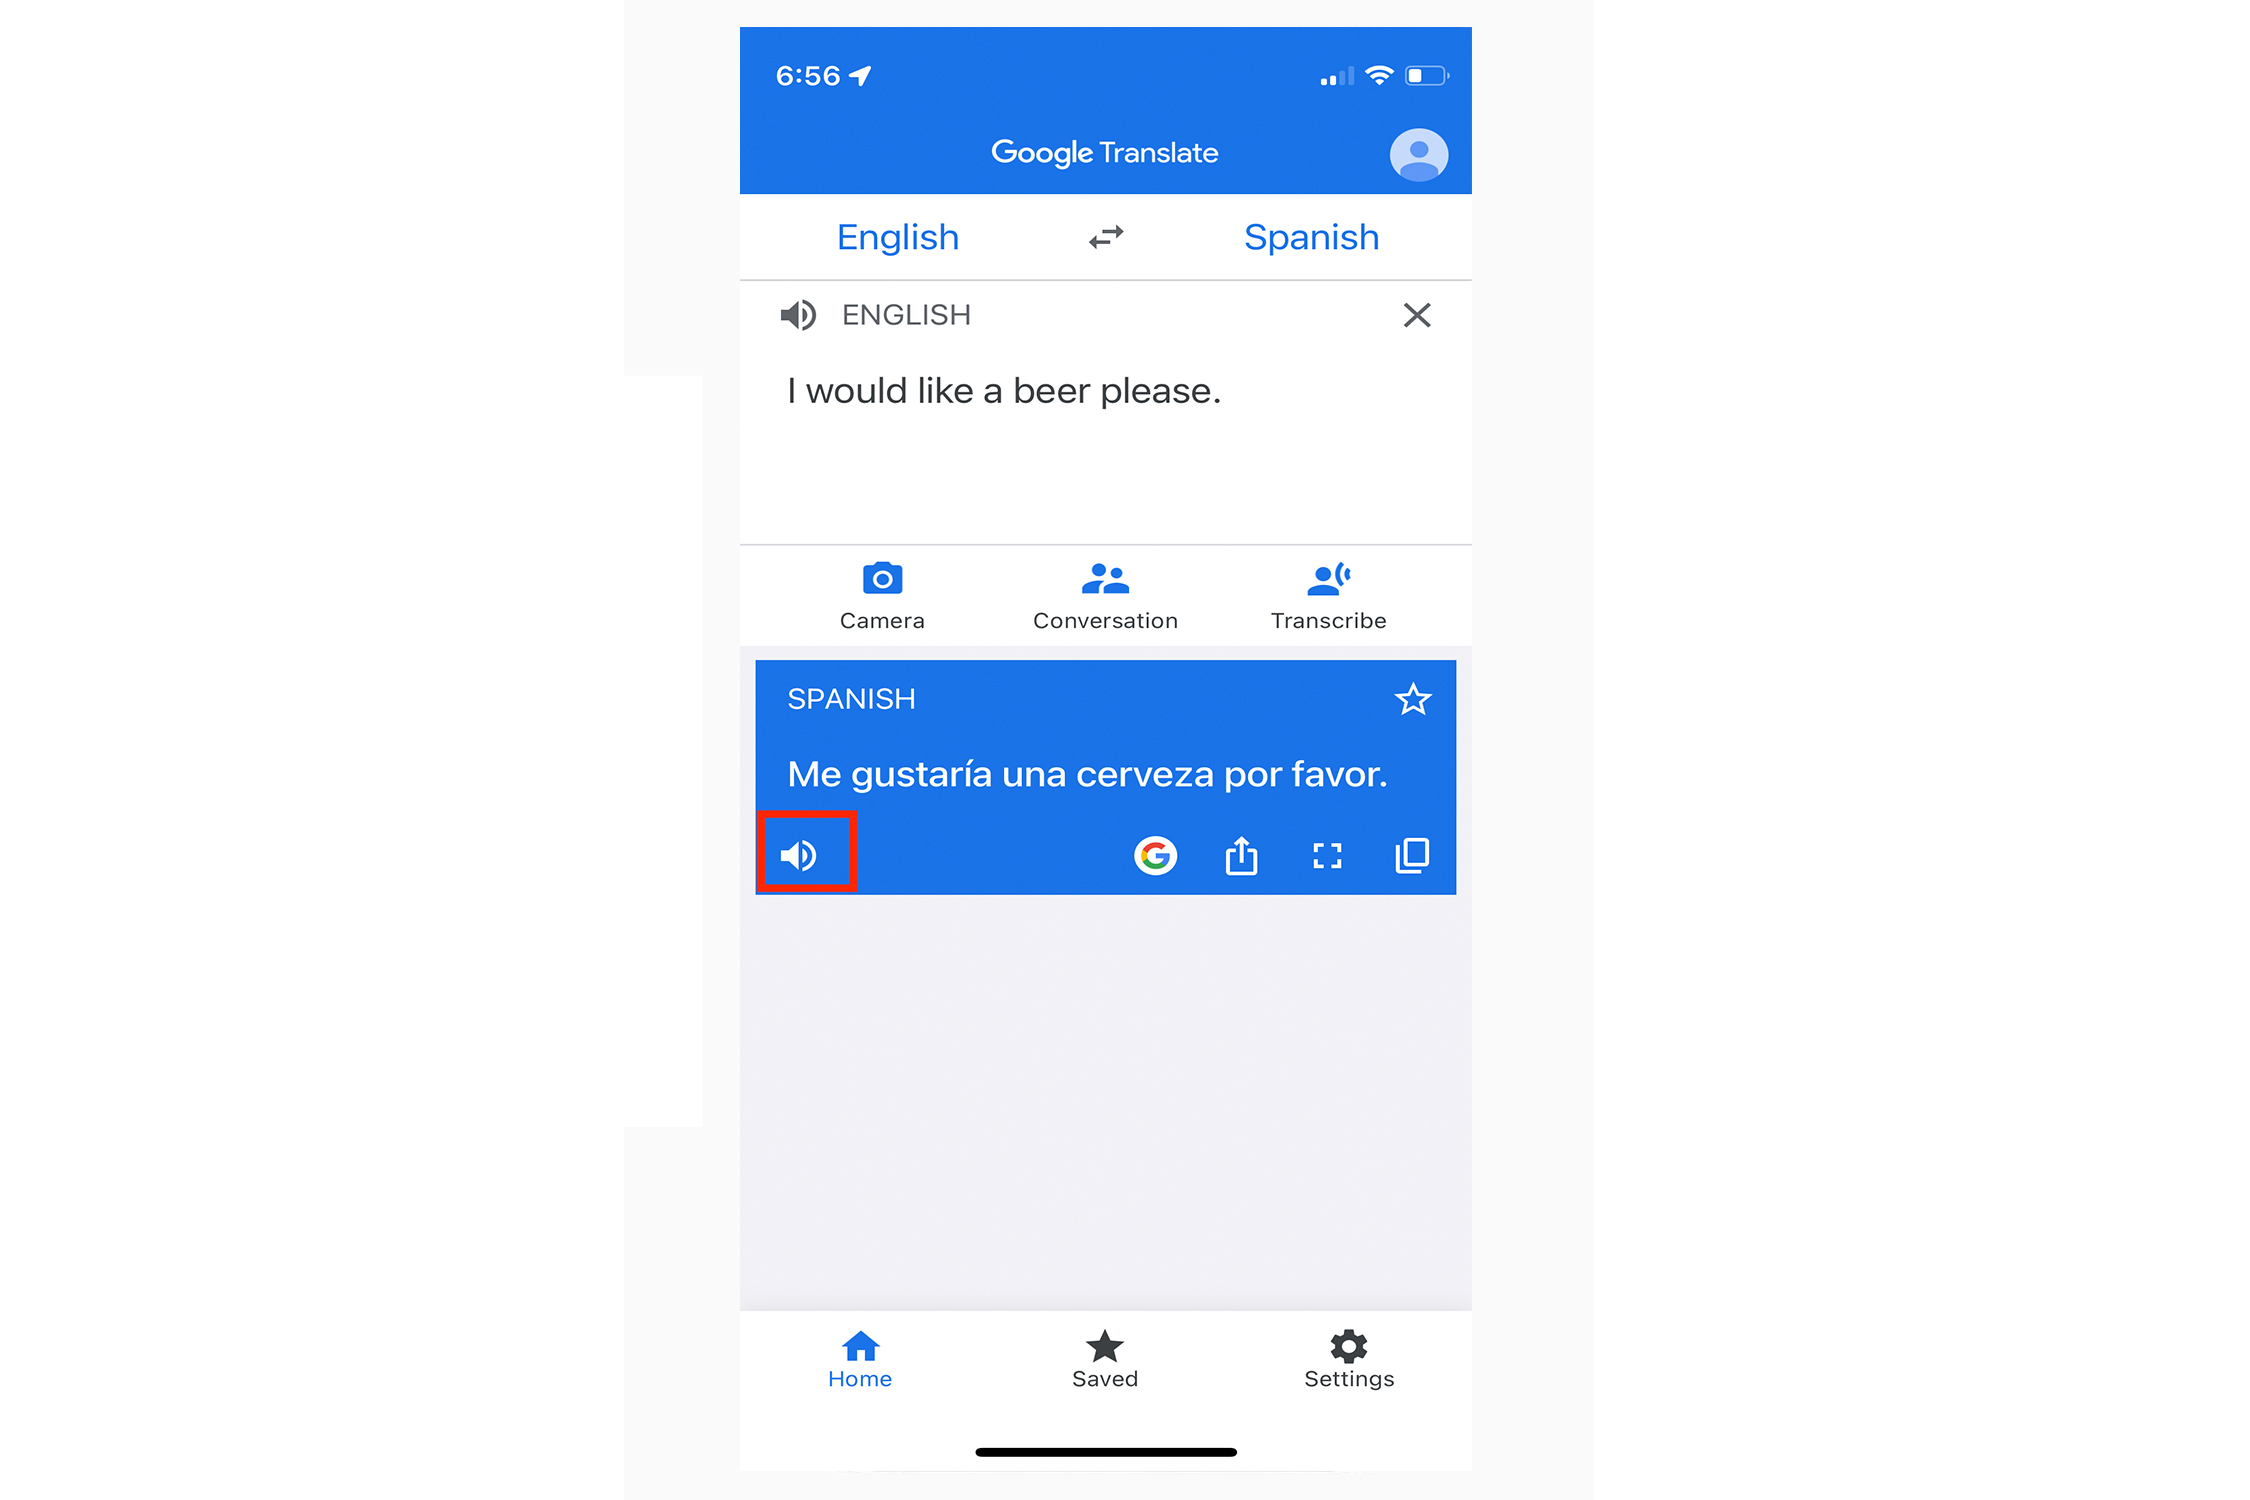 6:56
Google Translate
English Spanish
ENGLISH
I would like a beer please.
Camera Conversation Transcribe
SPANISH
Me gustaría una cerveza por favor.
G
Home Saved Settings